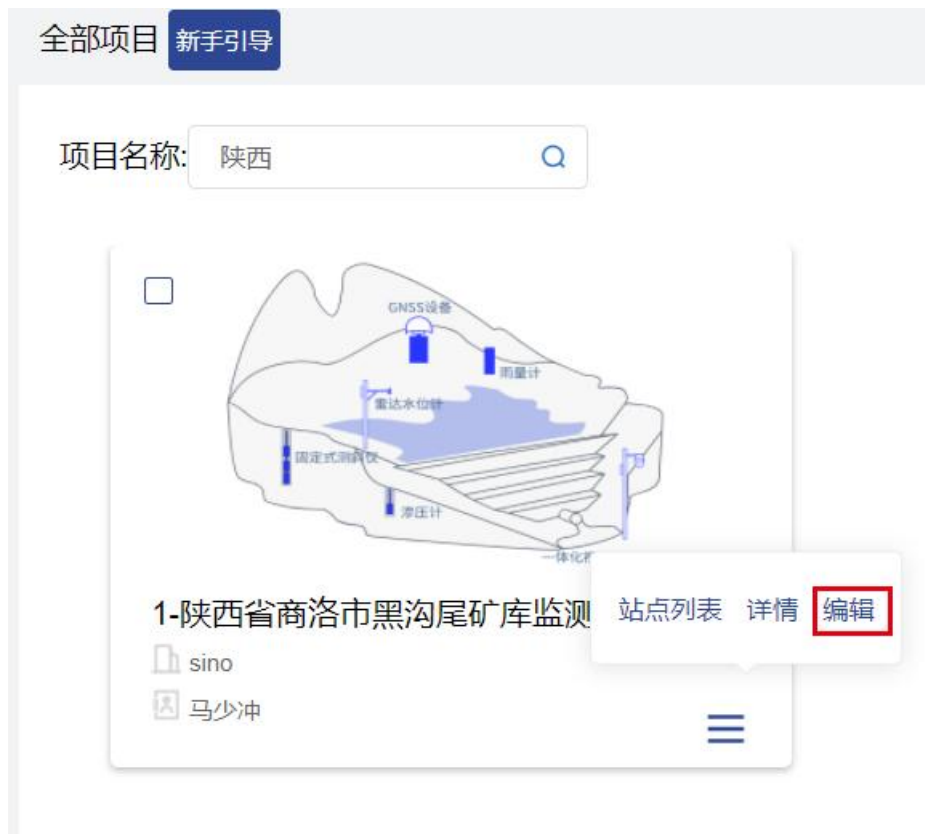 全部项目 新手引导
项目名称: 陕西
GNSS设备
雨量计
雷达水位计
固定式测斜仪
渗压计
一体化
1-陕西省商洛市黑沟尾矿库监测
站点列表 详情 编辑
sino
马少冲